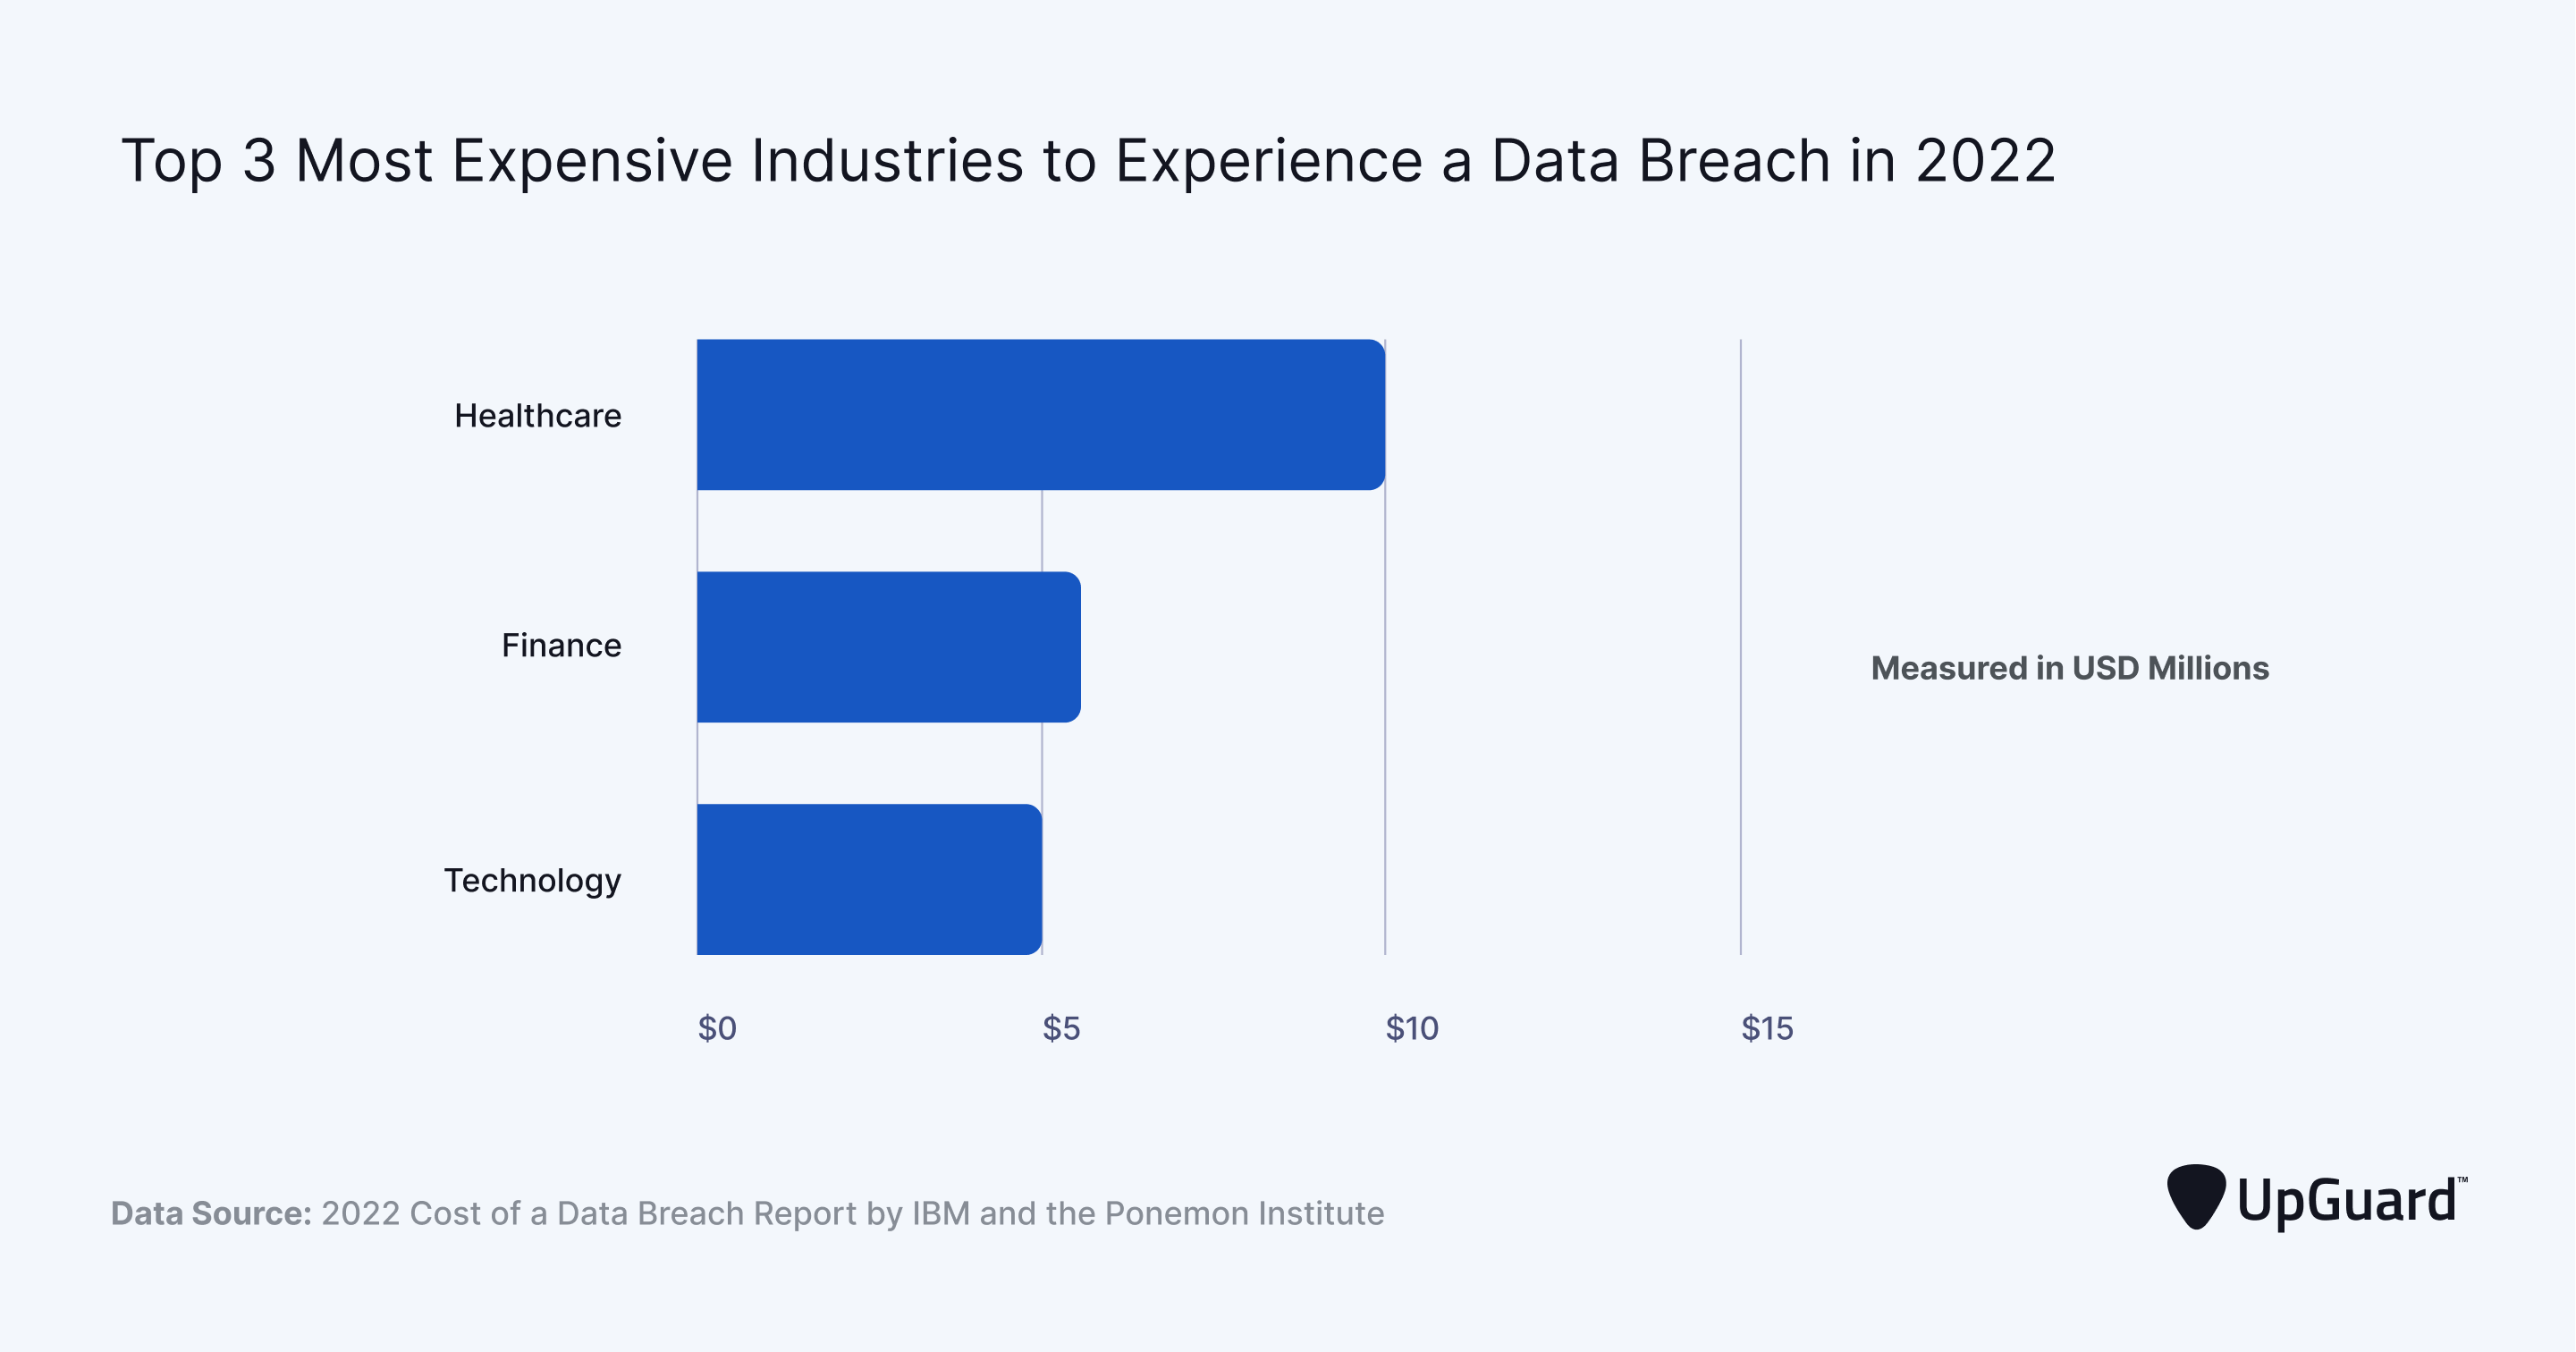 Top 3 Most Expensive Industries to Experience a Data Breach in 2022
Healthcare
Finance
Technology
Measured in USD Millions
$0 $5 $10 $15
Data Source: 2022 Cost of a Data Breach Report by IBM and the Ponemon Institute
UpGuard™